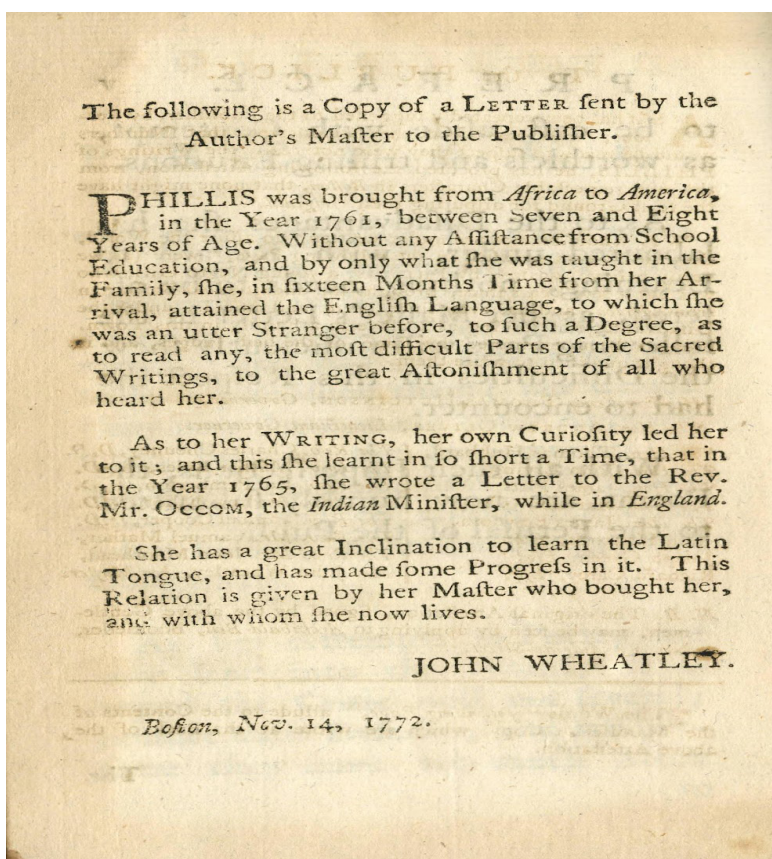 The following is a Copy of a LETTER ſent by the
Author's Maſter to the Publiſher.
PHILLIS was brought from Africa to America,
in the Year 1761, between Seven and Eight
Years of Age. Without any Aſſiſtance from School
Education, and by only what ſhe was taught in the
Family, ſhe, in ſixteen Months Time from her Ar-
rival, attained the Engliſh Language, to which ſhe
was an utter Stranger before, to ſuch a Degree, as
to read any, the moſt difficult Parts of the Sacred
Writings, to the great Aſtoniſhment of all who
heard her.
As to her WRITING, her own Curioſity led her
to it; and this ſhe learnt in ſo ſhort a Time, that in
the Year 1765, ſhe wrote a Letter to the Rev.
Mr. OCCOM, the Indian Miniſter, while in England.
She has a great Inclination to learn the Latin
Tongue, and has made ſome Progreſs in it. This
Relation is given by her Maſter who bought her,
and with whom ſhe now lives.
JOHN WHEATLEY.
Boſton, Nov. 14, 1772.